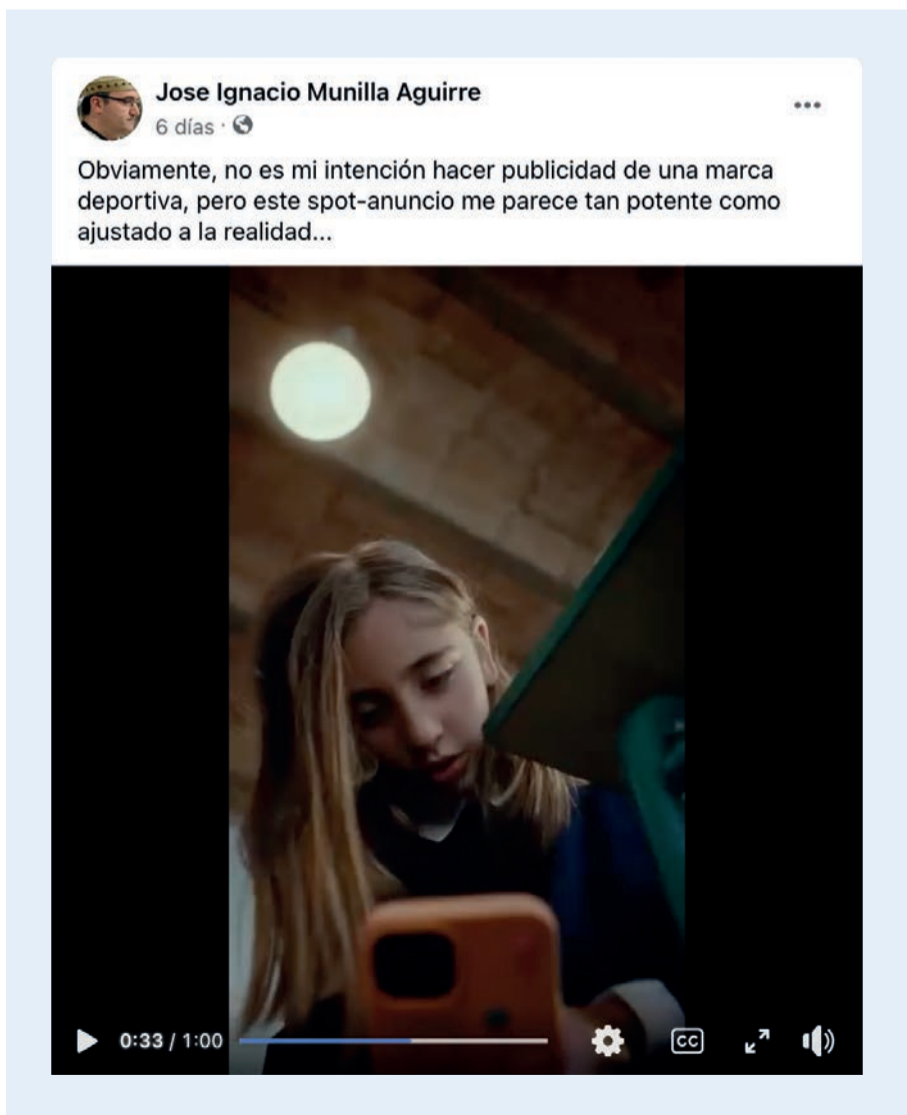 Jose Ignacio Munilla Aguirre
6 días ·
Obviamente, no es mi intención hacer publicidad de una marca
deportiva, pero este spot-anuncio me parece tan potente como
ajustado a la realidad...
0:33 / 1:00
CC